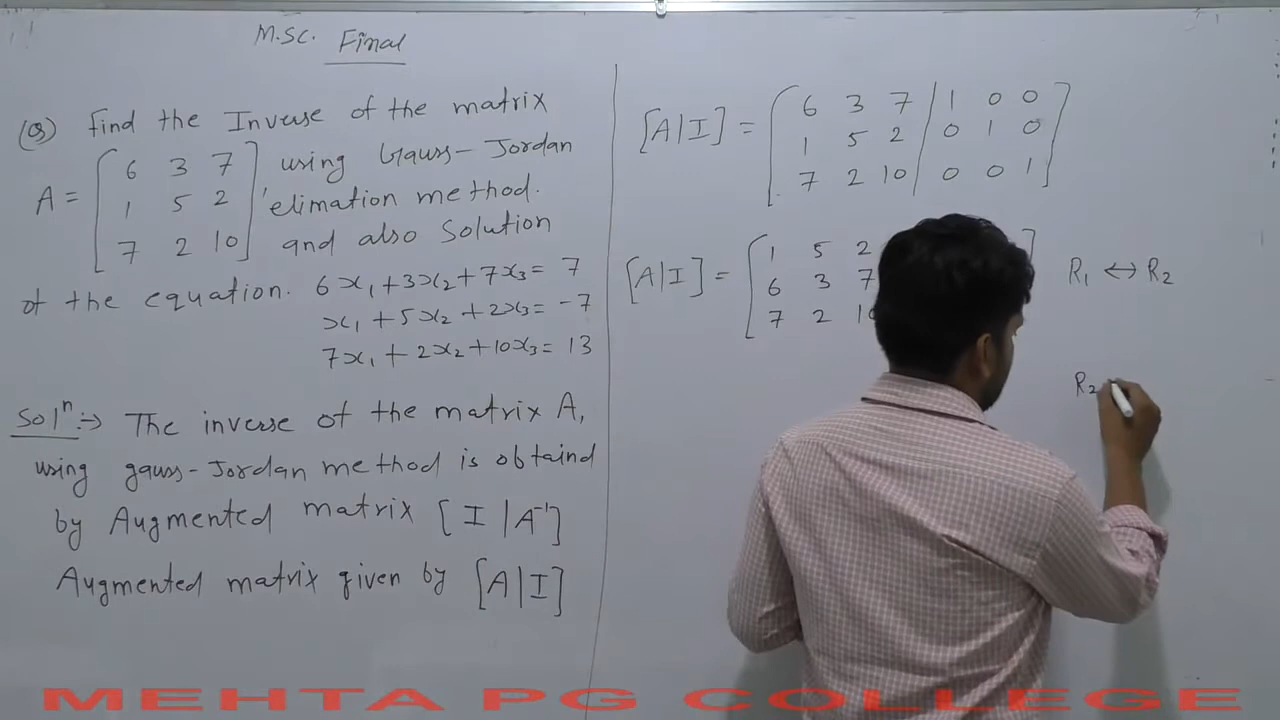 M.SC. Final
(Q) Find the Inverse of the matrix
A = [ 6 3 7 ] using Gauss-Jordan
[ 1 5 2 ], elimation method.
[ 7 2 10 ] and also Solution
of the equation. 6x₁+3x₂+7x₃= 7
x₁+5x₂+2x₃= -7
7x₁+2x₂+10x₃= 13
Solⁿ :→ The inverse of the matrix A,
using gauss-Jordan method is obtaind
by Augmented matrix [I|A⁻¹]
Augmented matrix given by [A|I]
[A|I] = [ 6 3 7 | 1 0 0 ]
[ 1 5 2 | 0 1 0 ]
[ 7 2 10 | 0 0 1 ]
[A|I] = [ 1 5 2 ] R₁ ↔ R₂
[ 6 3 7
[ 7 2
R₂
MEHTA PG COLLEGE